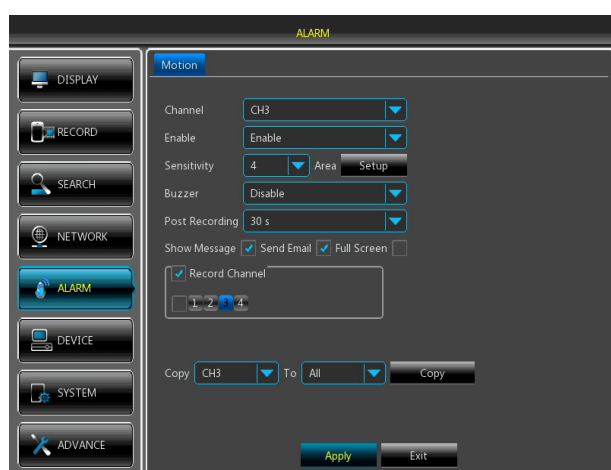 ALARM
DISPLAY
RECORD
SEARCH
NETWORK
ALARM
DEVICE
SYSTEM
ADVANCE
Motion
Channel CH3
Enable Enable
Sensitivity 4 Area Setup
Buzzer Disable
Post Recording 30 s
Show Message Send Email Full Screen
Record Channel
1 2 3 4
Copy CH3 To All Copy
Apply Exit